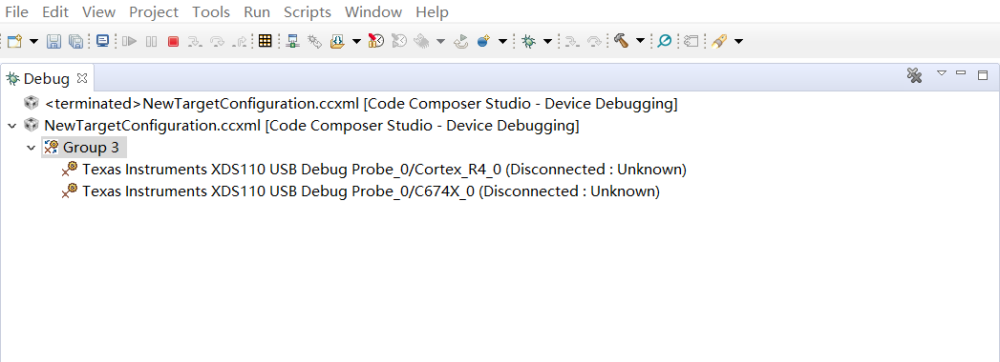 File Edit View Project Tools Run Scripts Window Help
Debug
<terminated>NewTargetConfiguration.ccxml [Code Composer Studio - Device Debugging]
NewTargetConfiguration.ccxml [Code Composer Studio - Device Debugging]
Group 3
Texas Instruments XDS110 USB Debug Probe_0/Cortex_R4_0 (Disconnected : Unknown)
Texas Instruments XDS110 USB Debug Probe_0/C674X_0 (Disconnected : Unknown)